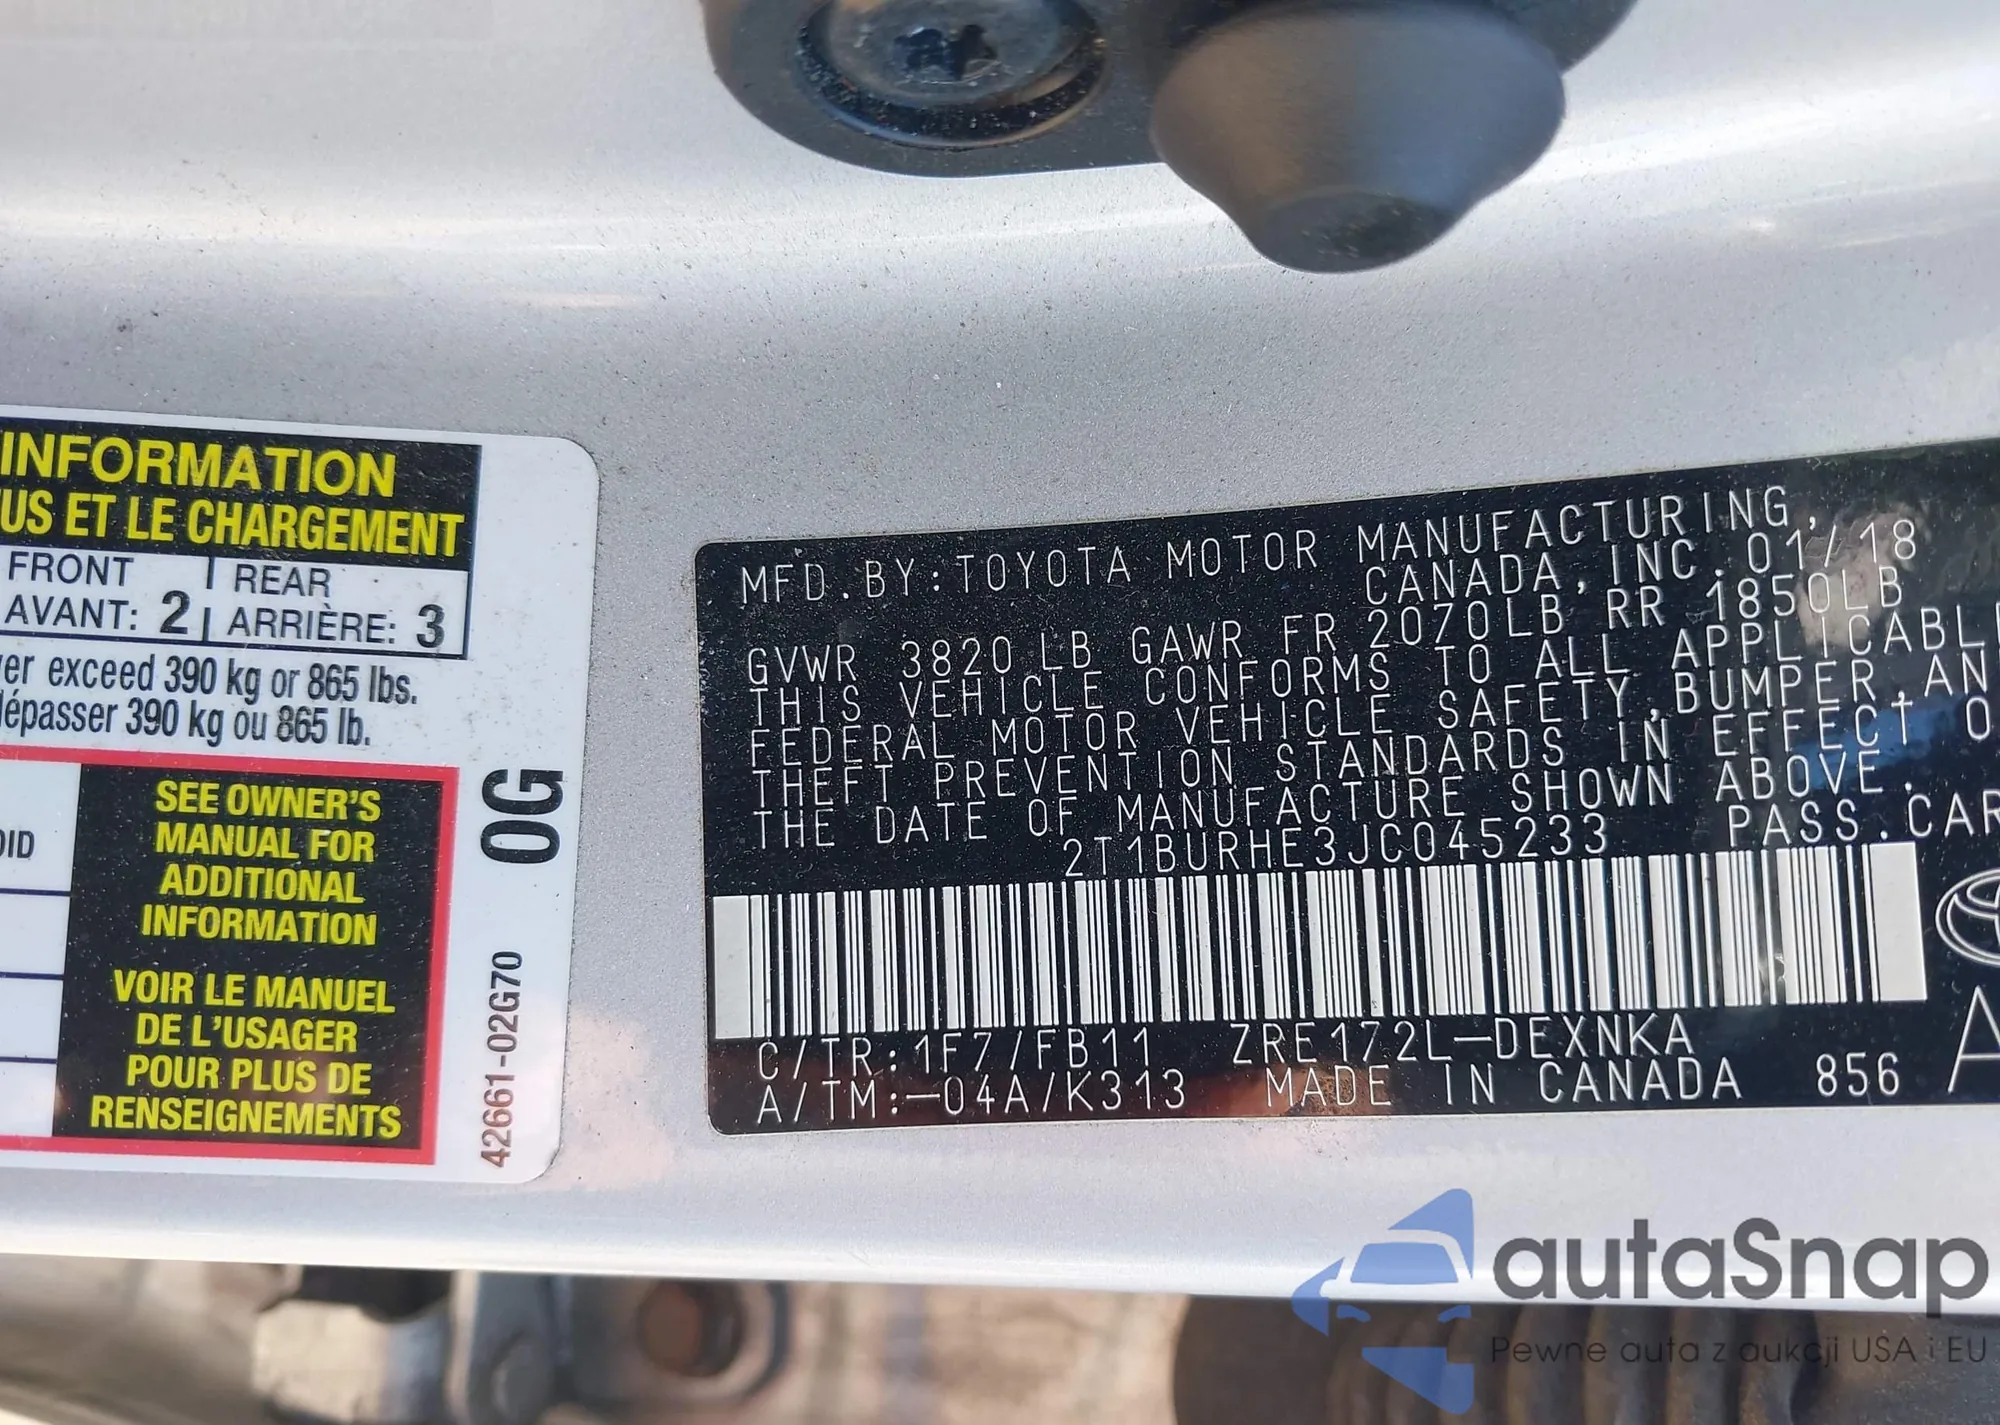 INFORMATION
US ET LE CHARGEMENT
FRONT
AVANT: 2
REAR
ARRIÈRE: 3
er exceed 390 kg or 865 lbs.
dépasser 390 kg ou 865 lb.
SEE OWNER'S
MANUAL FOR
ADDITIONAL
INFORMATION
VOIR LE MANUEL
DE L'USAGER
POUR PLUS DE
RENSEIGNEMENTS
0G
42661-02G70
MFD.BY:TOYOTA MOTOR MANUFACTURING,
CANADA,INC.01/18
GVWR 3820 LB GAWR FR 2070LB RR 1850LB
THIS VEHICLE CONFORMS TO ALL APPLICABLE
FEDERAL MOTOR VEHICLE SAFETY,BUMPER,AN
THEFT PREVENTION STANDARDS IN EFFECT O
THE DATE OF MANUFACTURE SHOWN ABOVE.
2T1BURHE3JC045233 PASS.CAR
C/TR:1F7/FB11 ZRE172L-DEXNKA
A/TM:-04A/K313 MADE IN CANADA 856
A
autaSnap
Pewne auta z aukcji USA i EU